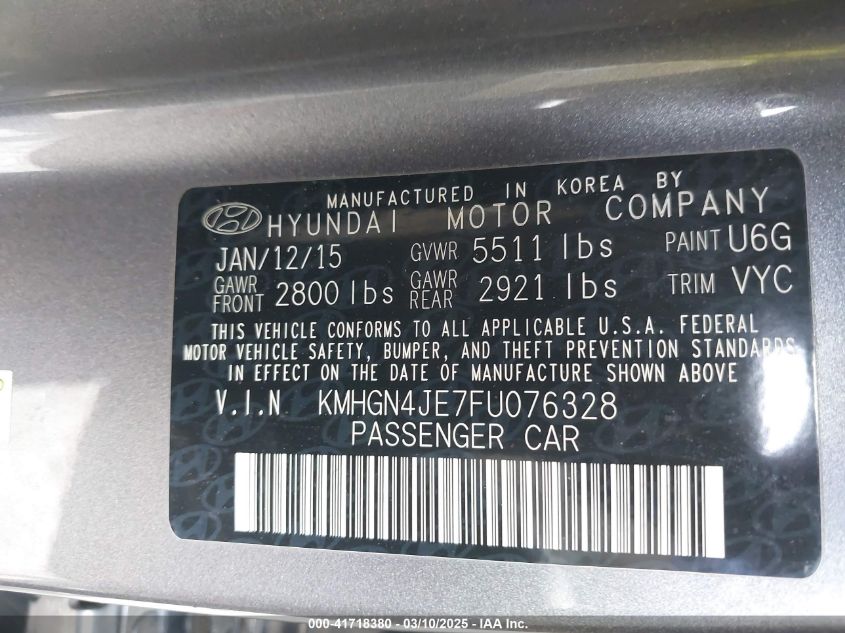 MANUFACTURED IN KOREA BY
HYUNDAI MOTOR COMPANY
JAN/12/15 GVWR 5511 lbs PAINT U6G
GAWR FRONT 2800 lbs GAWR REAR 2921 lbs TRIM VYC
THIS VEHICLE CONFORMS TO ALL APPLICABLE U.S.A. FEDERAL
MOTOR VEHICLE SAFETY, BUMPER, AND THEFT PREVENTION STANDARDS
IN EFFECT ON THE DATE OF MANUFACTURE SHOWN ABOVE
V.I.N KMHGN4JE7FU076328
PASSENGER CAR
000-41718380 - 03/10/2025 - IAA Inc.